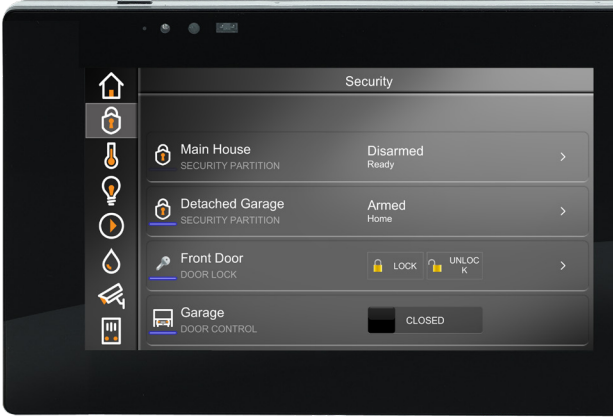 Security
Main House
SECURITY PARTITION
Disarmed
Ready
Detached Garage
SECURITY PARTITION
Armed
Home
Front Door
DOOR LOCK
LOCK
UNLOC
K
Garage
DOOR CONTROL
CLOSED